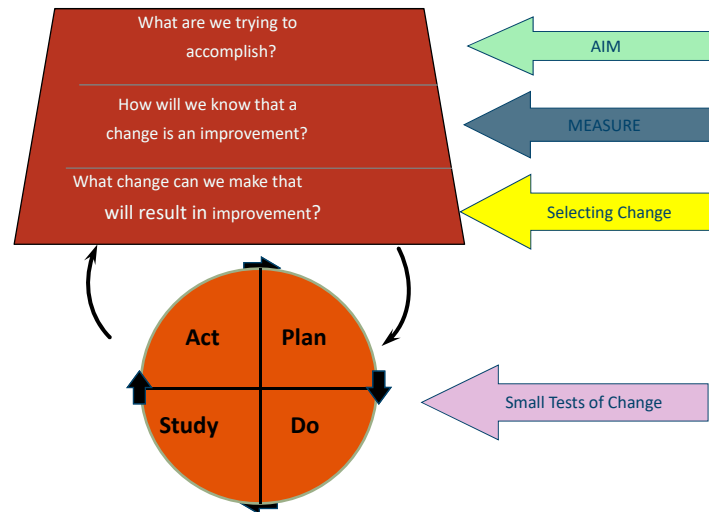 What are we trying to
accomplish?
AIM
How will we know that a
change is an improvement?
MEASURE
What change can we make that
will result in improvement?
Selecting Change
Act
Plan
Study
Do
Small Tests of Change